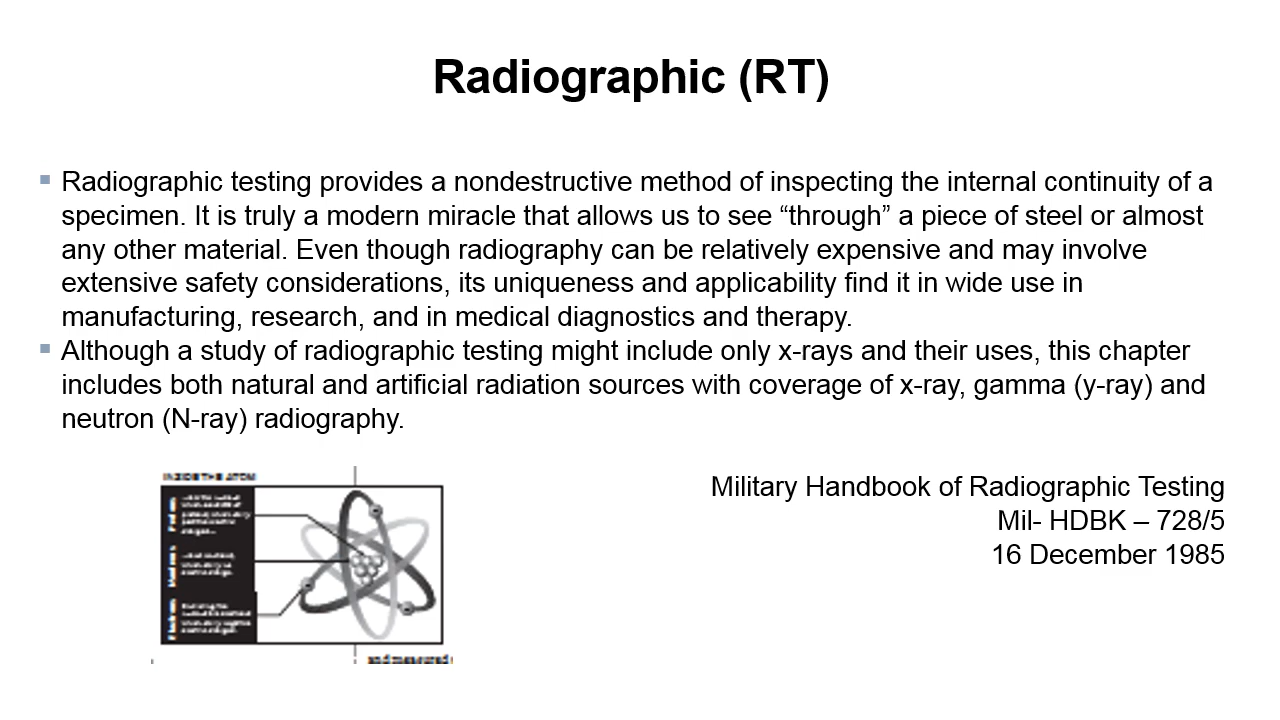 Radiographic (RT)
Radiographic testing provides a nondestructive method of inspecting the internal continuity of a
specimen. It is truly a modern miracle that allows us to see “through” a piece of steel or almost
any other material. Even though radiography can be relatively expensive and may involve
extensive safety considerations, its uniqueness and applicability find it in wide use in
manufacturing, research, and in medical diagnostics and therapy.
Although a study of radiographic testing might include only x-rays and their uses, this chapter
includes both natural and artificial radiation sources with coverage of x-ray, gamma (y-ray) and
neutron (N-ray) radiography.
INSIDE THE ATOM
Military Handbook of Radiographic Testing
Mil- HDBK – 728/5
16 December 1985